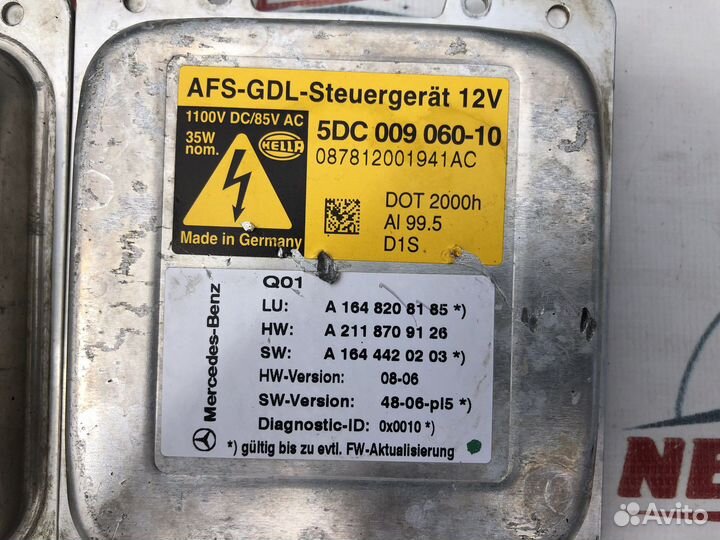 AFS-GDL-Steuergerät 12V
1100V DC/85V AC
35W
nom.
HELLA
5DC 009 060-10
087812001941AC
DOT 2000h
Al 99.5
D1S
Made in Germany
Mercedes-Benz
Q01
LU: A 164 820 81 85 *)
HW: A 211 870 91 26
SW: A 164 442 02 03 *)
HW-Version: 08-06
SW-Version: 48-06-pl5 *)
Diagnostic-ID: 0x0010 *)
*) gültig bis zu evtl. FW-Aktualisierung
NE
Avito